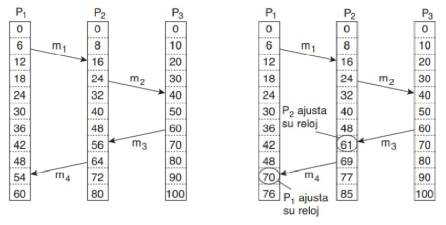 P1 P2 P3
0 0 0
6 m1 8 10
12 16 20
18 24 m2 30
24 32 40
30 40 50
36 48 60
42 56 m3 70
48 64 80
54 m4 72 90
60 80 100
P1 P2 P3
0 0 0
6 m1 8 10
12 16 20
18 24 m2 30
24 32 40
30 P2 ajusta 40 50
36 su reloj 48 60
42 61 m3 70
48 69 80
70 m4 77 90
76 P1 ajusta 85 100
su reloj